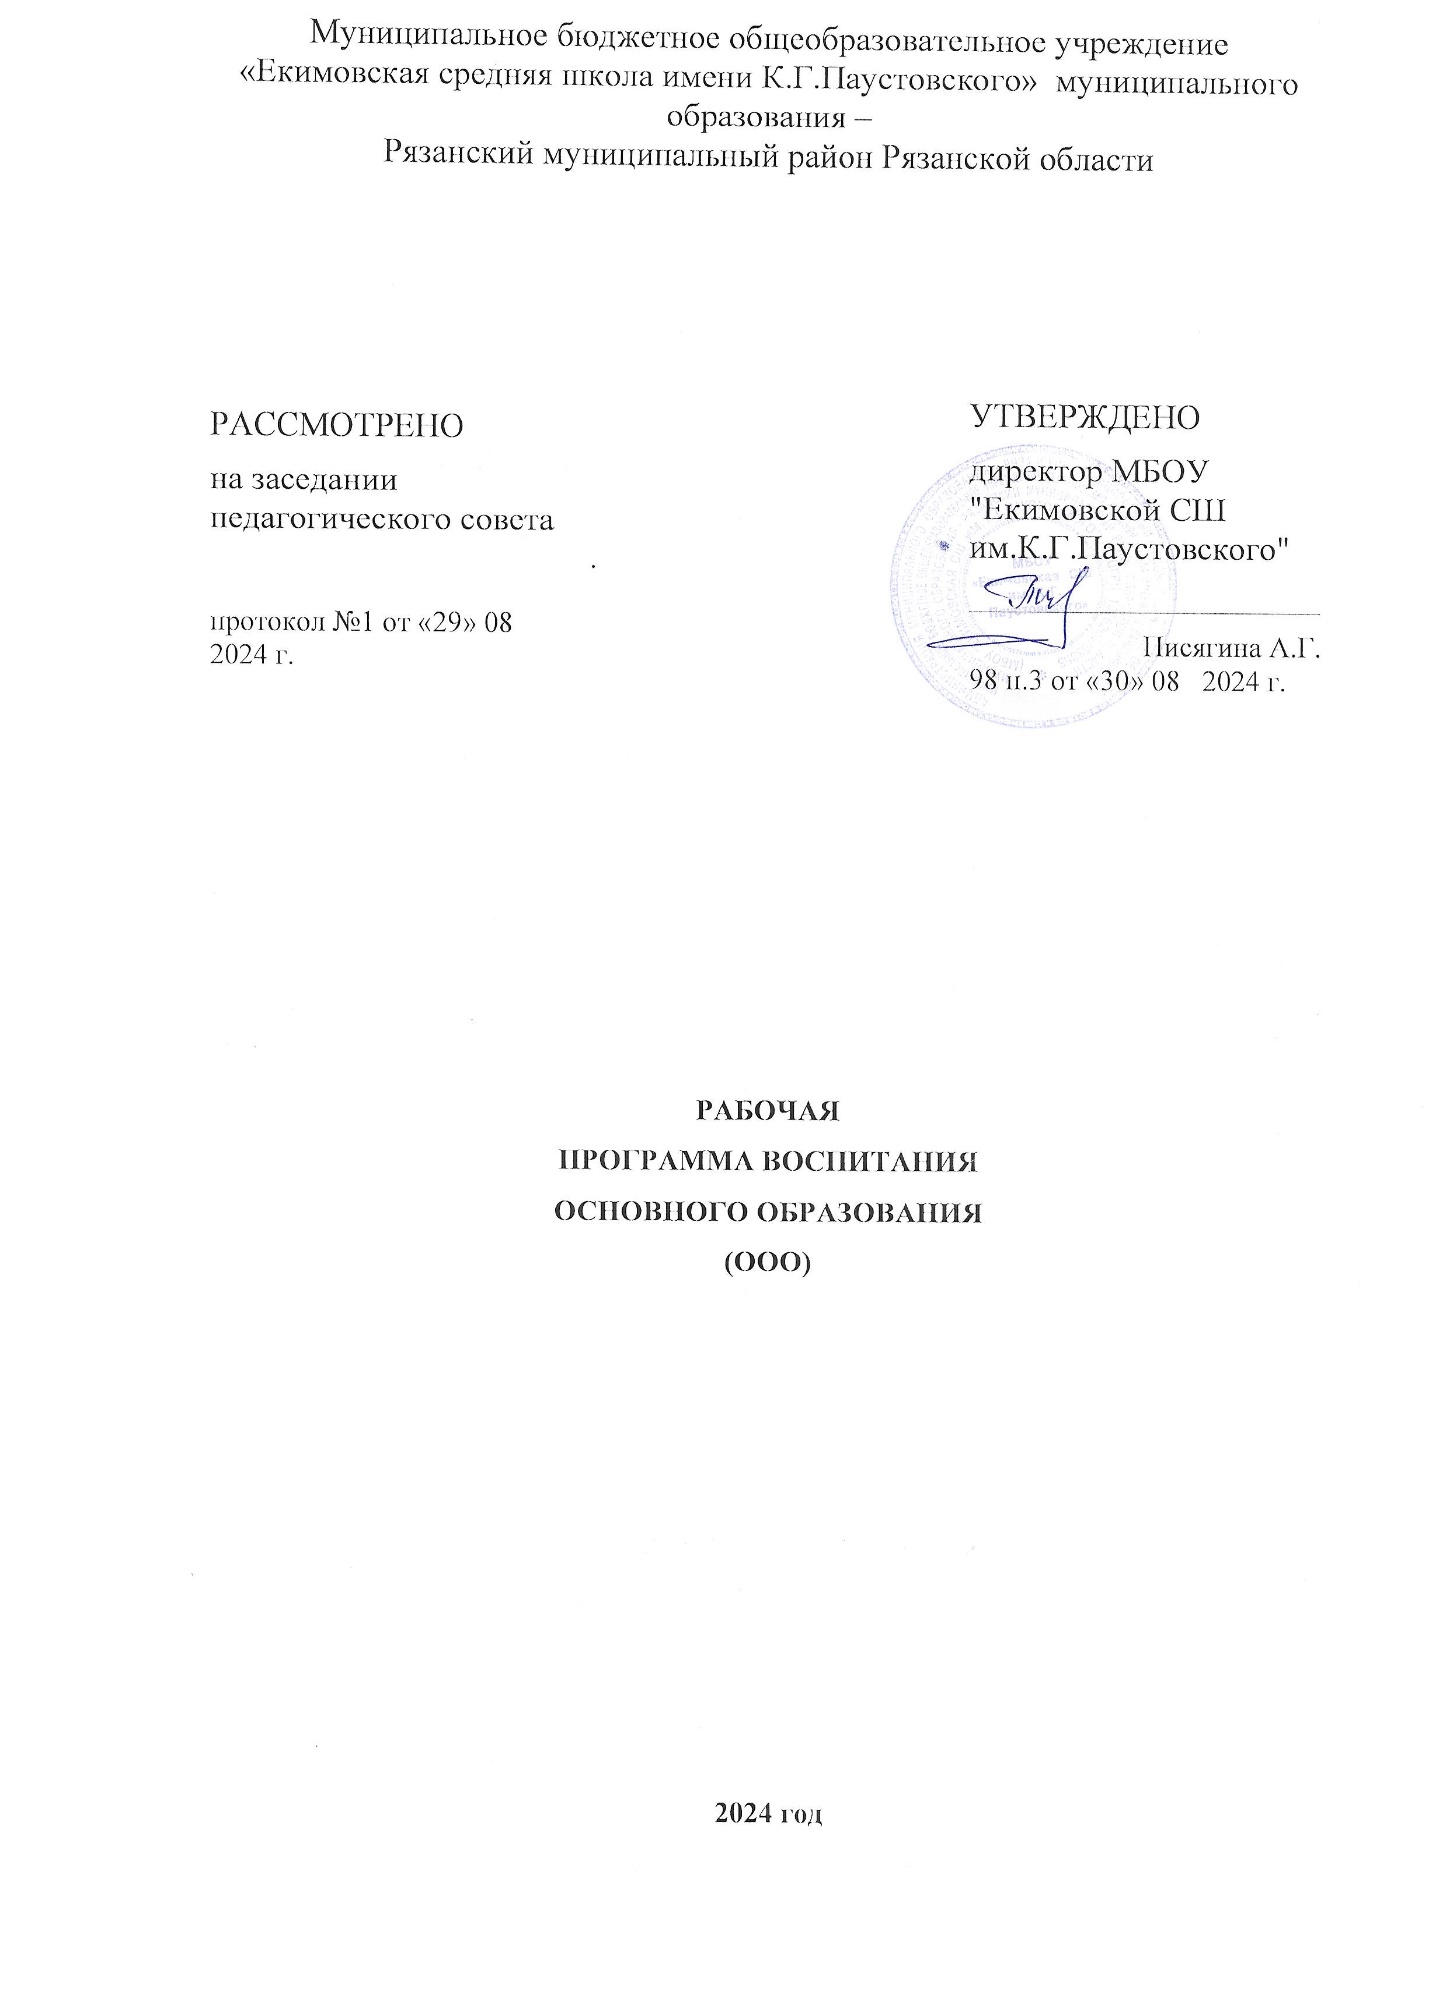 Муниципальное бюджетное общеобразовательное учреждение
«Екимовская средняя школа имени К.Г.Паустовского» муниципального
образования –
Рязанский муниципальный район Рязанской области
РАССМОТРЕНО
на заседании
педагогического совета
протокол №1 от «29» 08
2024 г.
УТВЕРЖДЕНО
директор МБОУ
"Екимовской СШ
им.К.Г.Паустовского"
Писягина А.Г.
98 п.3 от «30» 08 2024 г.
РАБОЧАЯ
ПРОГРАММА ВОСПИТАНИЯ
ОСНОВНОГО ОБРАЗОВАНИЯ
(ООО)
2024 год